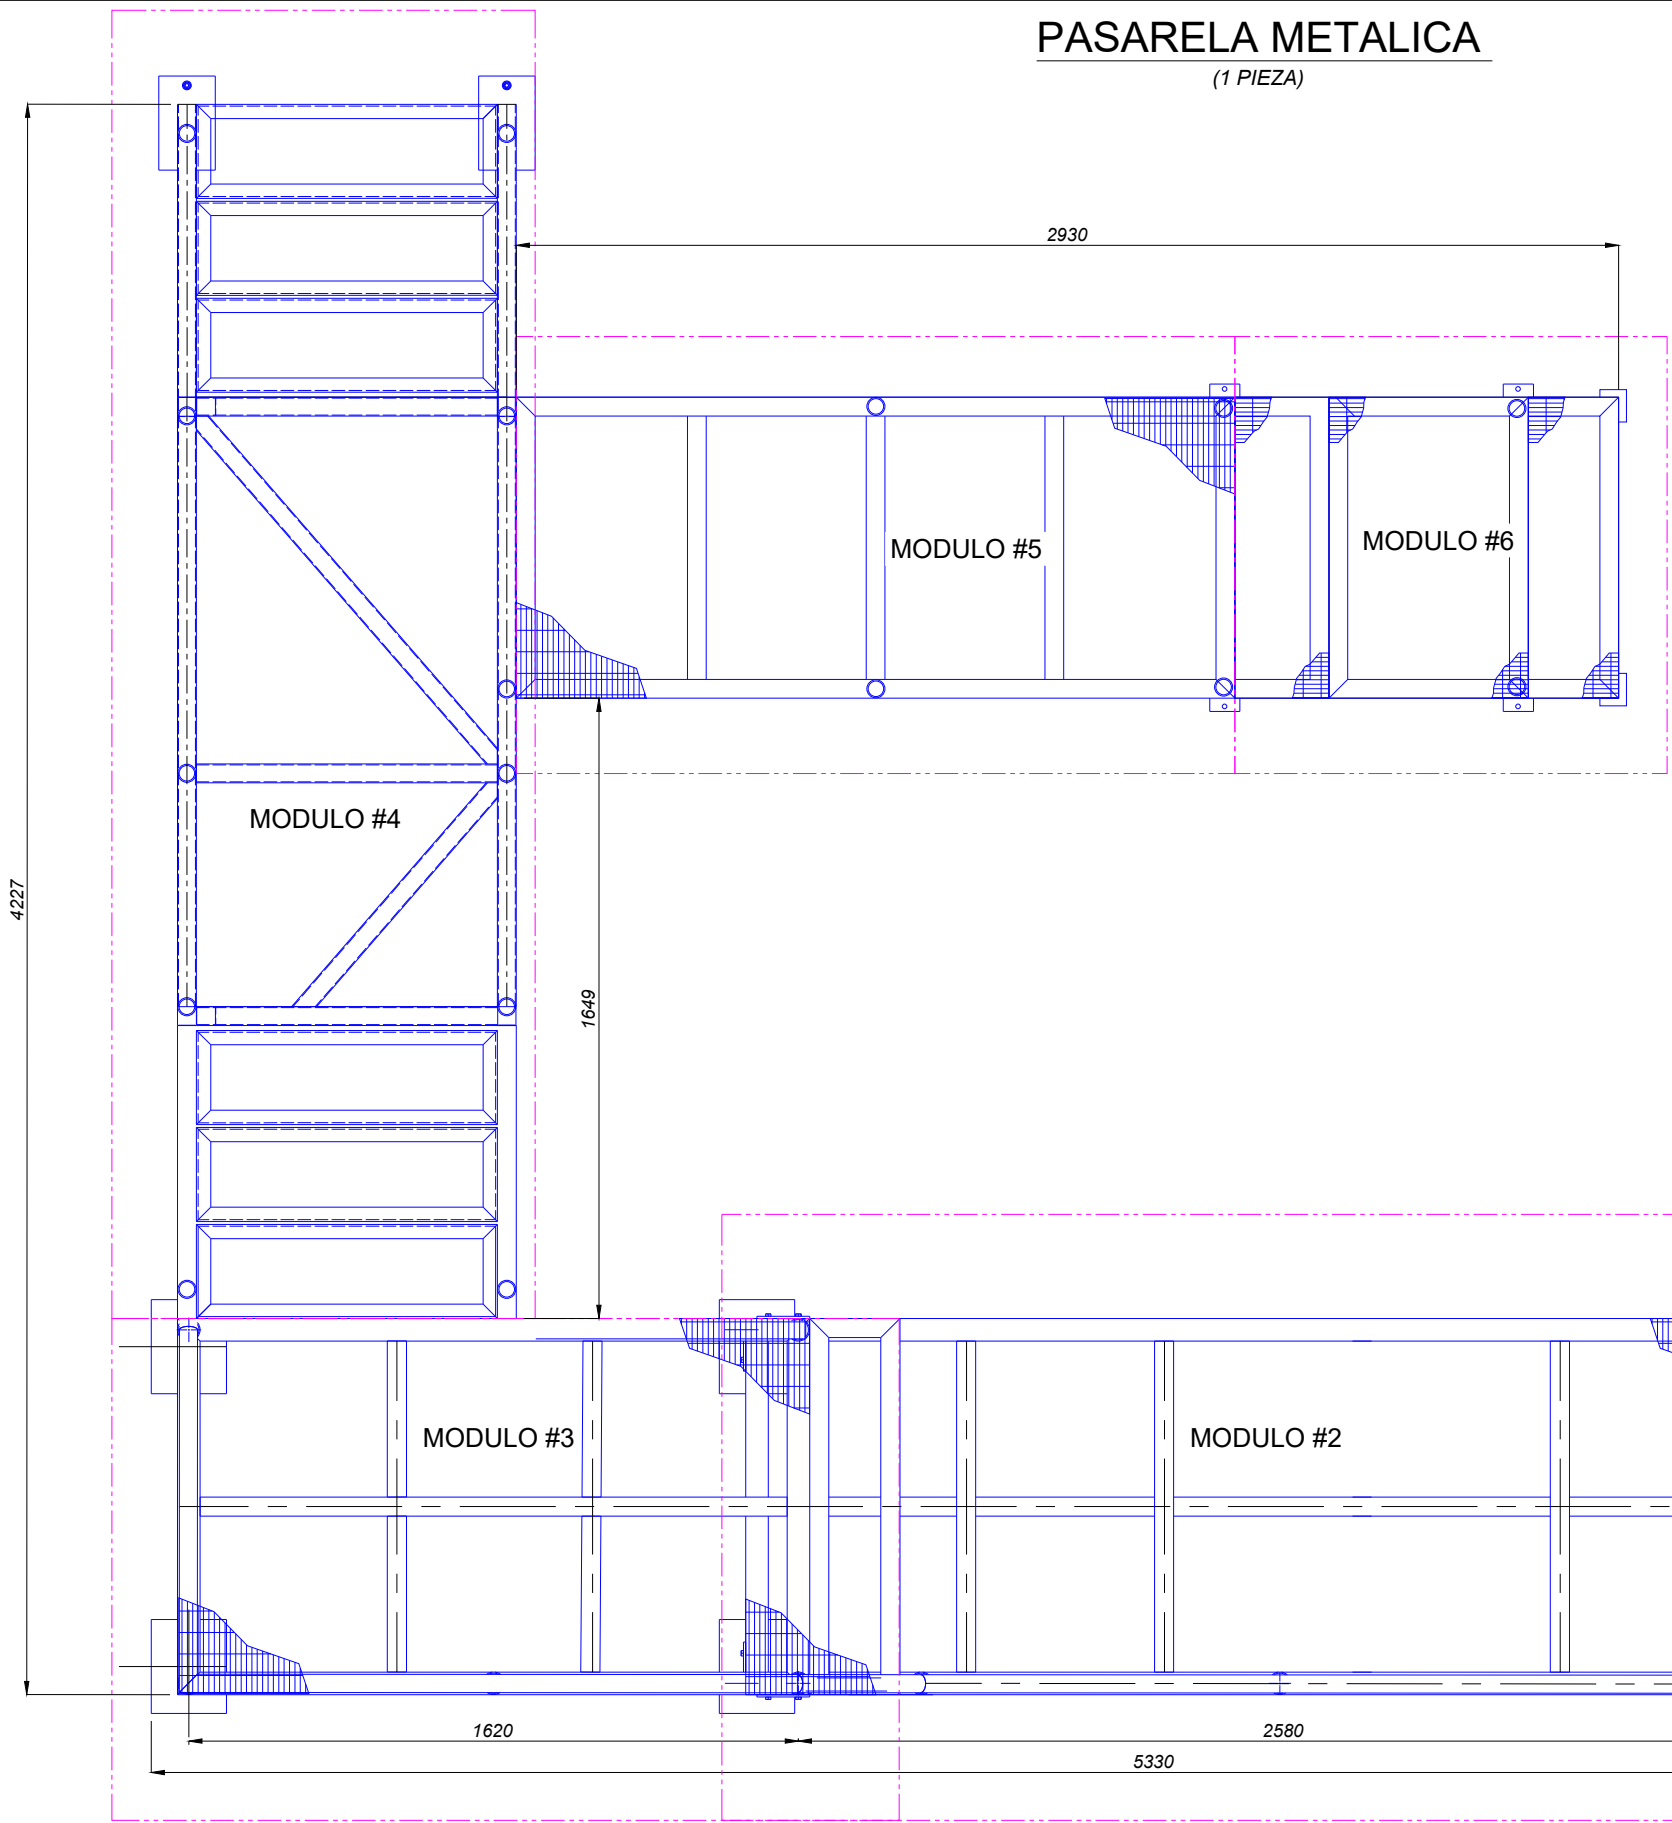 PASARELA METALICA
(1 PIEZA)
2930
MODULO #5
MODULO #6
MODULO #4
4227
1649
MODULO #3
MODULO #2
1620
2580
5330